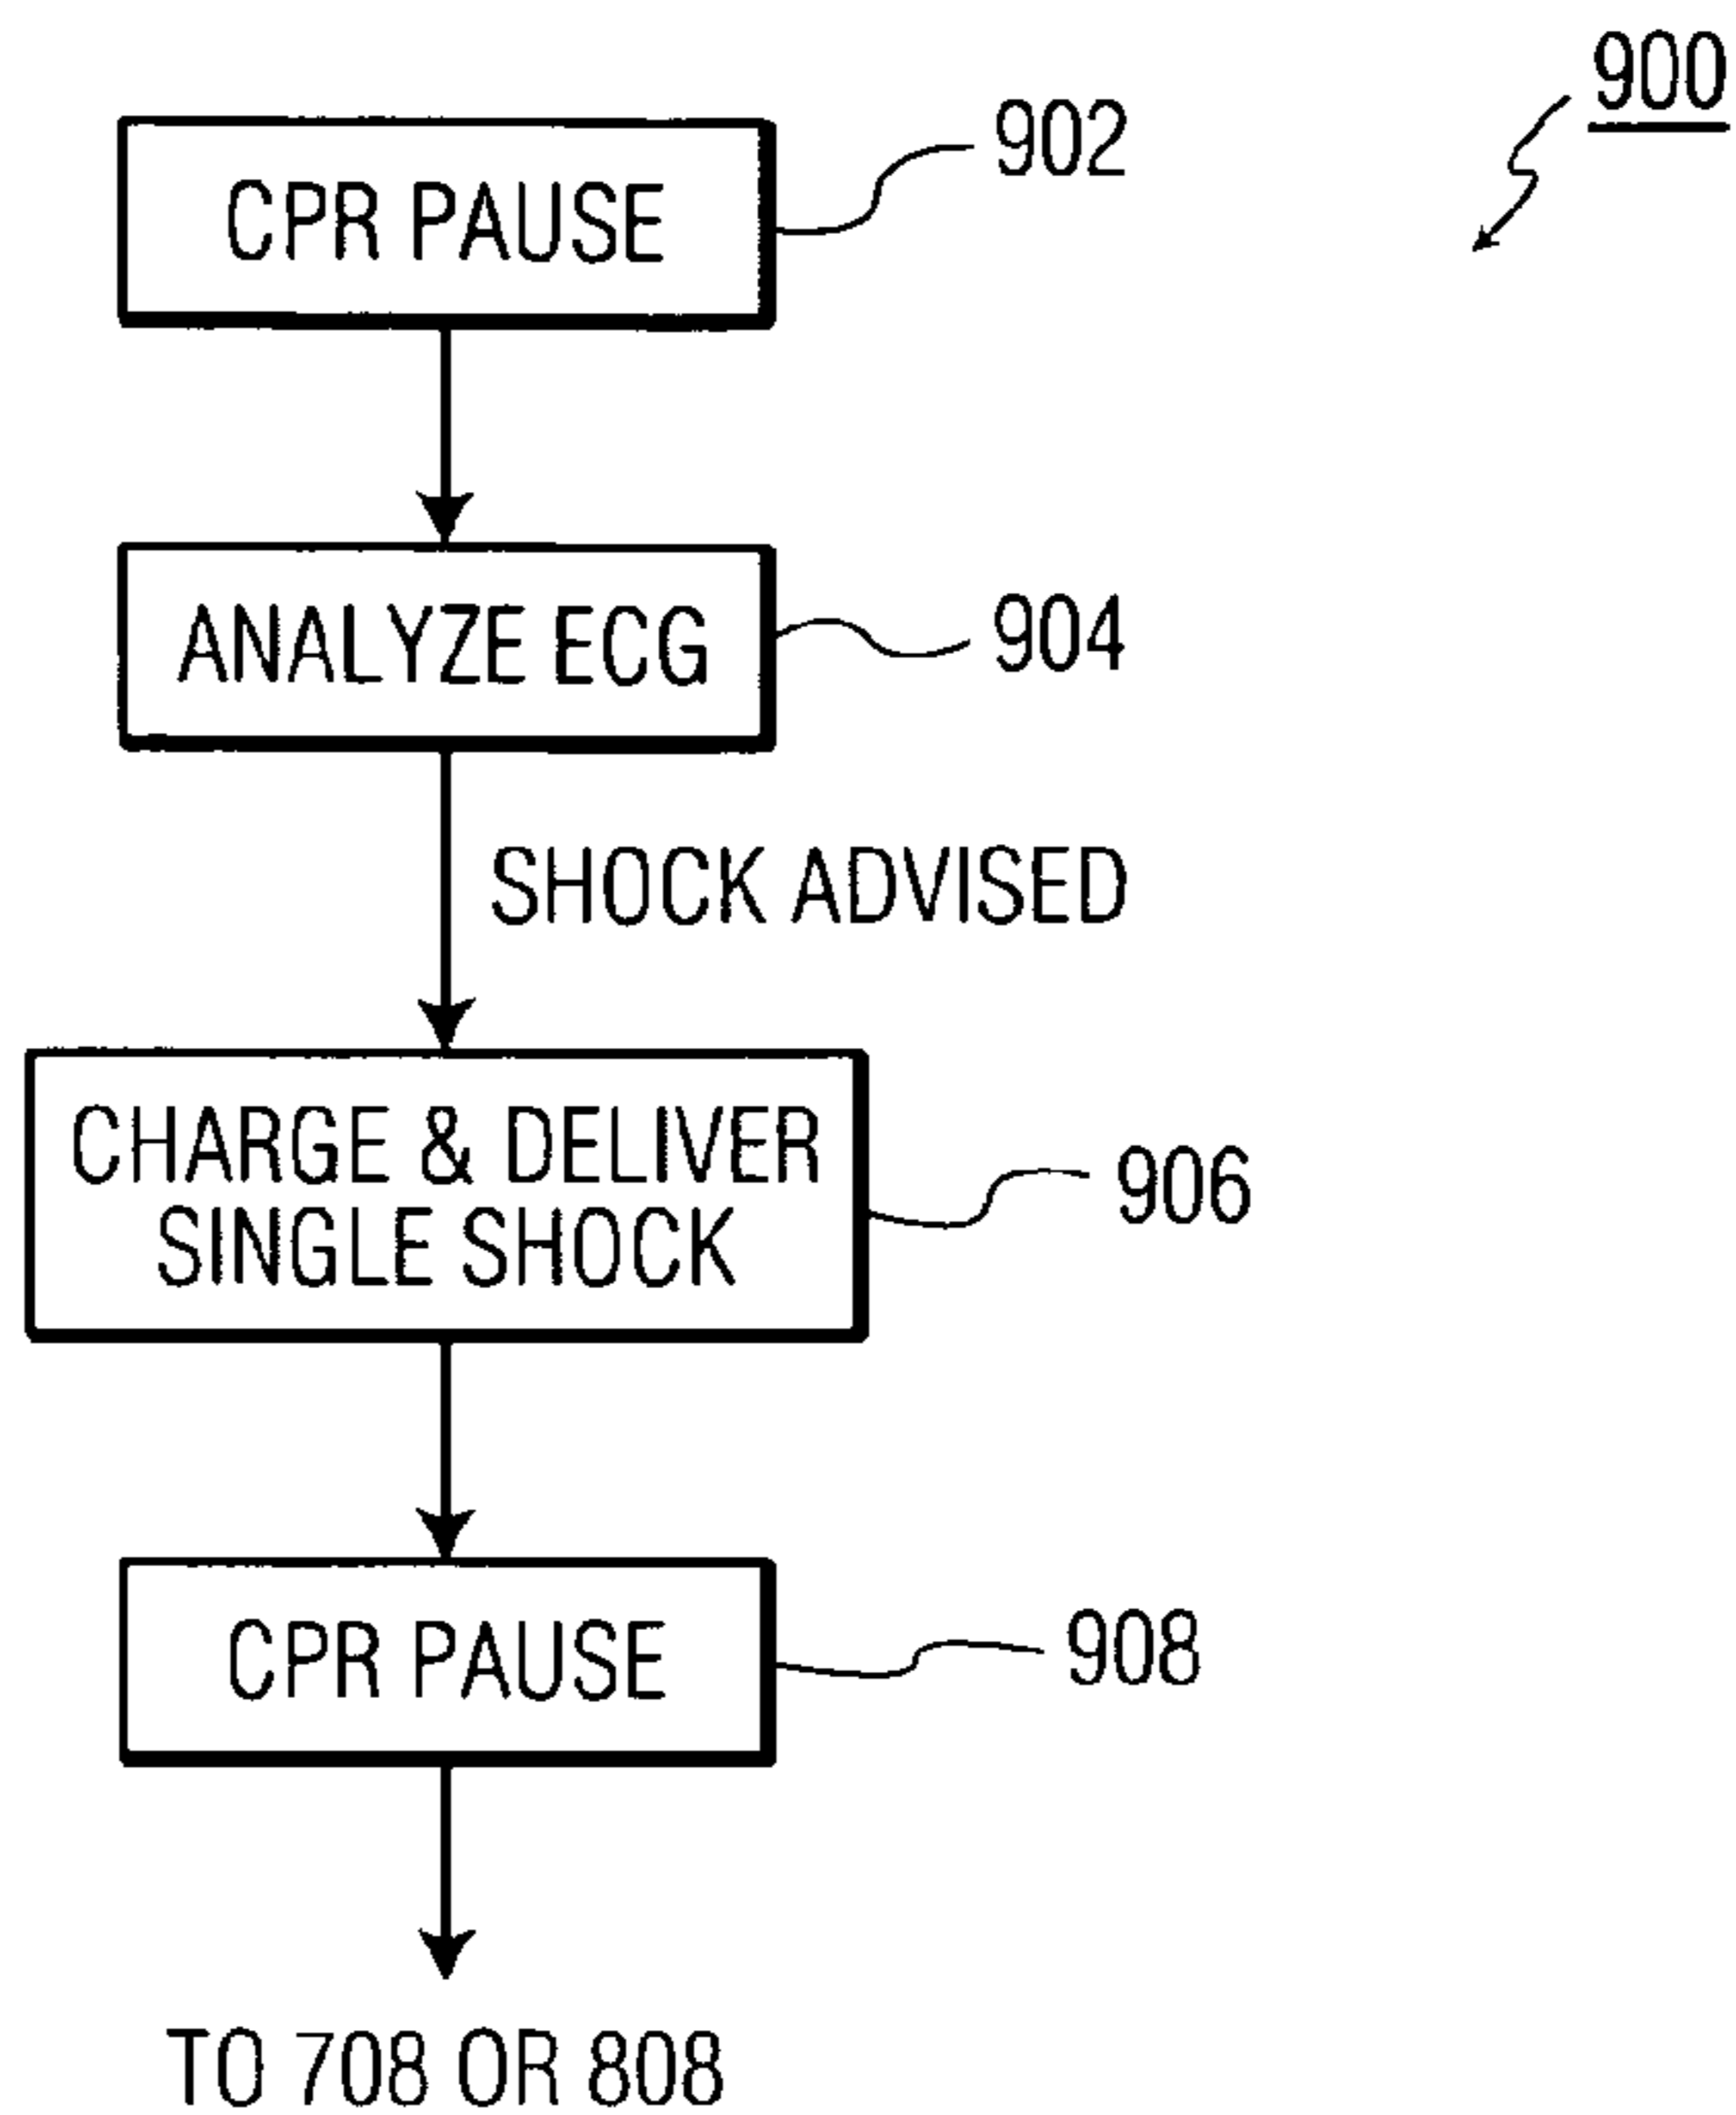 900
CPR PAUSE
902
ANALYZE ECG
904
SHOCK ADVISED
CHARGE & DELIVER
SINGLE SHOCK
906
CPR PAUSE
908
TO 708 OR 808